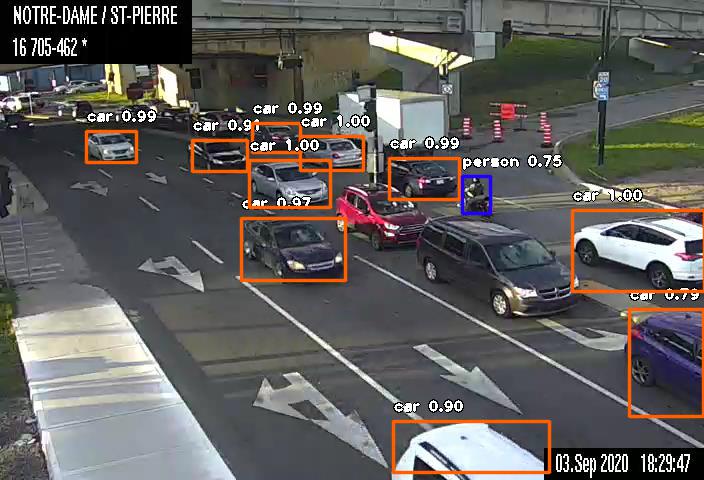 NOTRE-DAME / ST-PIERRE
16 705-462 *
car 0.99
car 0.99
car 0.91
car 1.00
car 1.00
car 0.99
person 0.75
car 0.97
car 1.00
car 0.79
car 0.90
03.Sep 2020 18:29:47